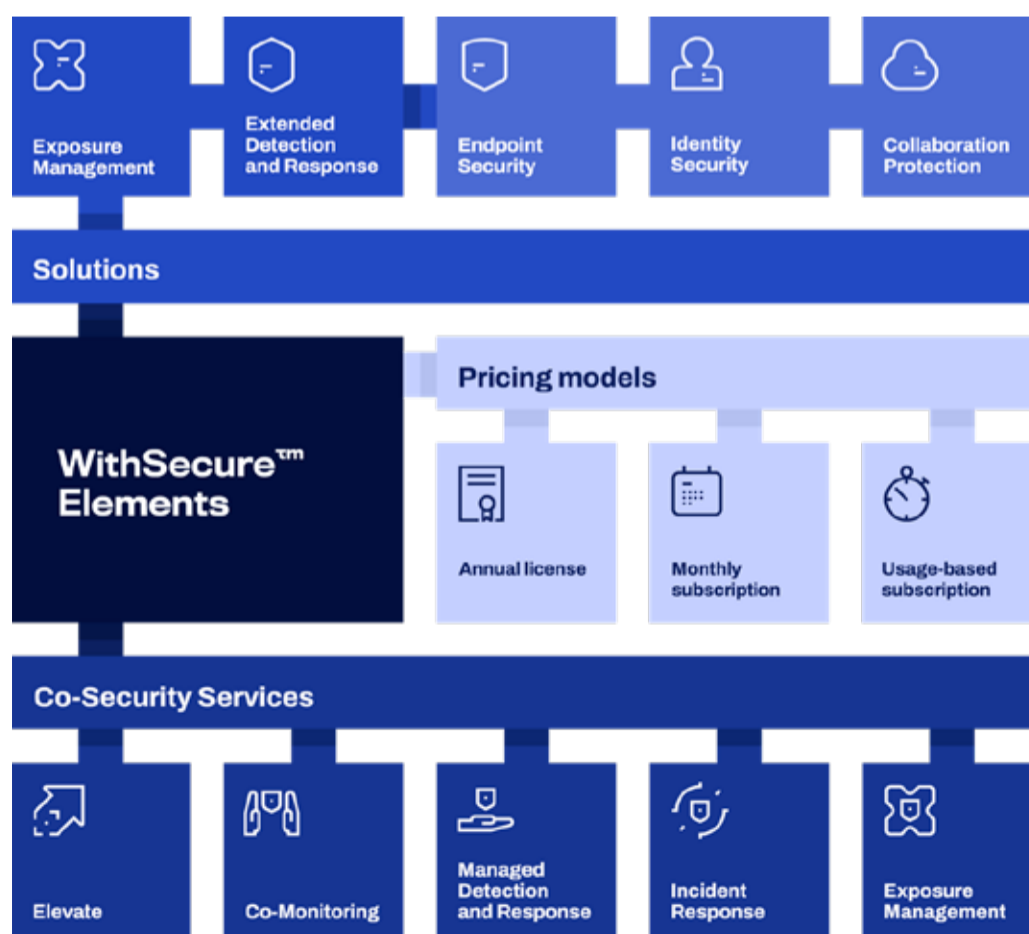 Exposure
Management
Extended
Detection
and Response
Endpoint
Security
Identity
Security
Collaboration
Protection
Solutions
WithSecure™
Elements
Pricing models
Annual license
Monthly
subscription
Usage-based
subscription
Co-Security Services
Elevate
Co-Monitoring
Managed
Detection
and Response
Incident
Response
Exposure
Management